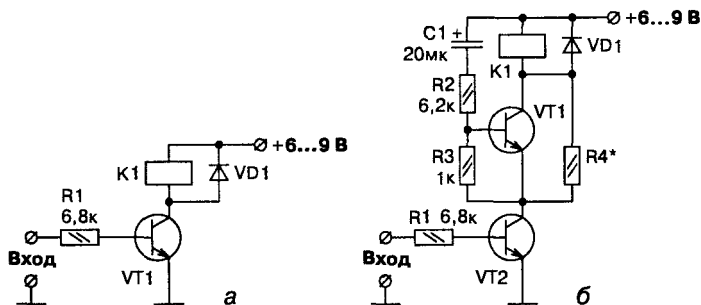 K1
+6...9 В
VD1
R1
6,8к
Вход
VT1
а
C1
+
20мк
+6...9 В
K1
VD1
R2
6,2к
VT1
R3
1к
R4*
R1 6,8к
Вход
VT2
б